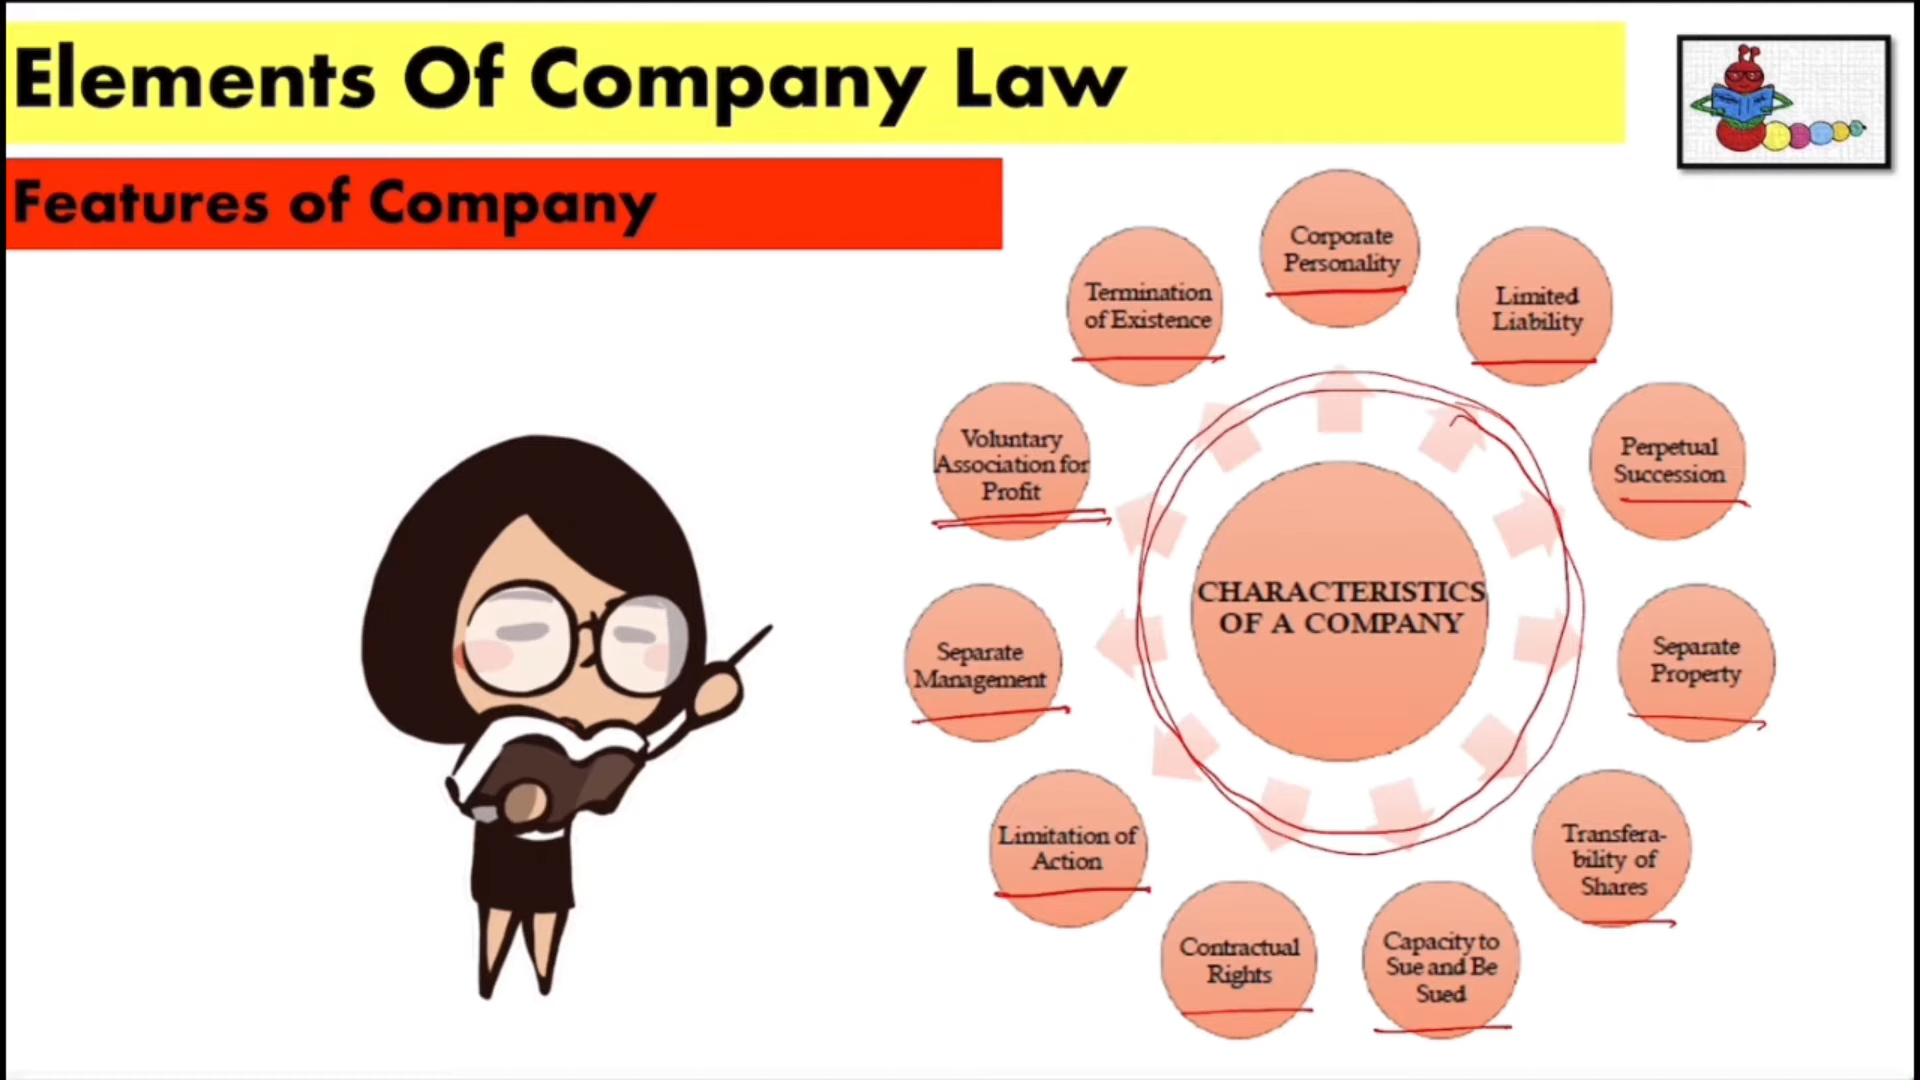 Elements Of Company Law
Features of Company
Corporate
Personality
Limited
Liability
Perpetual
Succession
Separate
Property
Transfera-
bility of
Shares
Capacity to
Sue and Be
Sued
Contractual
Rights
Limitation of
Action
Separate
Management
Voluntary
Association for
Profit
Termination
of Existence
CHARACTERISTICS
OF A COMPANY